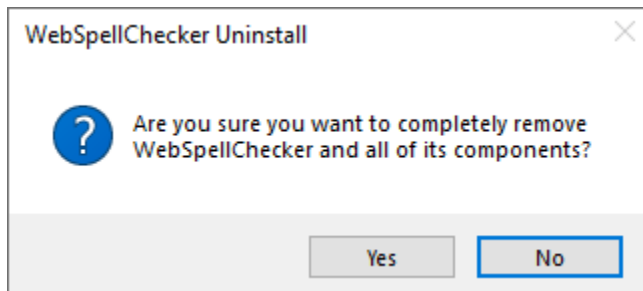 WebSpellChecker Uninstall
?
Are you sure you want to completely remove
WebSpellChecker and all of its components?
Yes
No